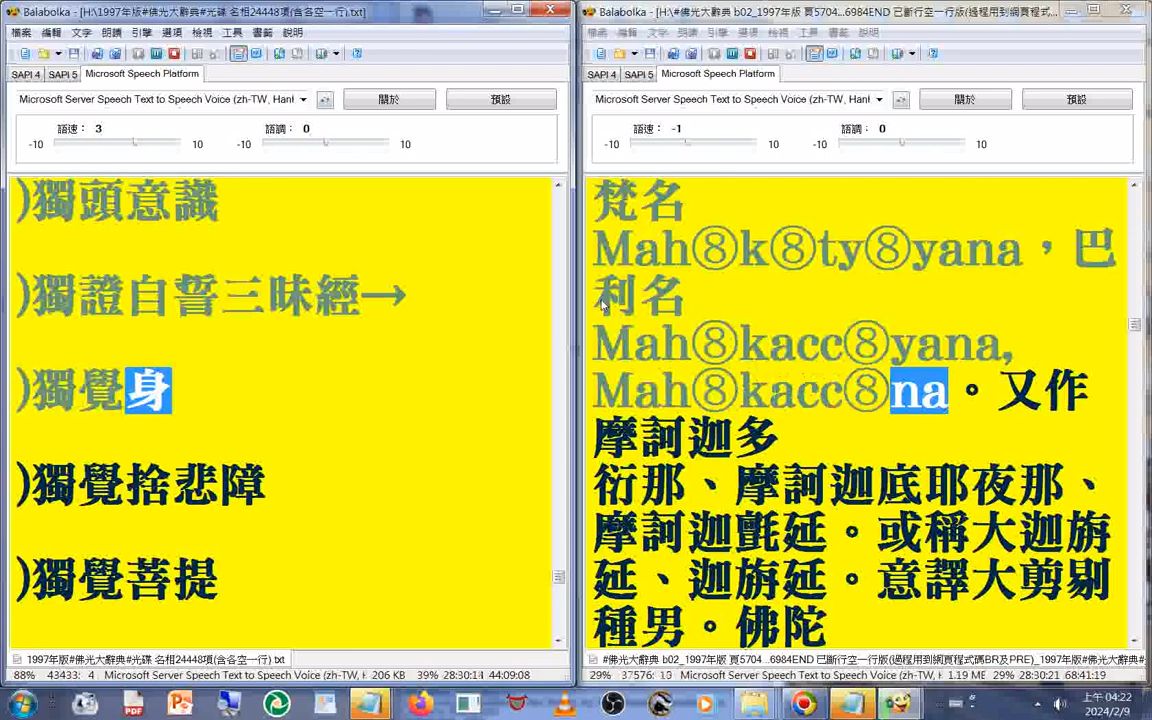 Balabolka - [H:\1997年版#佛光大辭典#光碟 名相24448項(含各空一行).txt]
檔案 編輯 文字 朗讀 引擎 選項 檢視 工具 書籤 說明
SAPI 4 SAPI 5 Microsoft Speech Platform
Microsoft Server Speech Text to Speech Voice (zh-TW, Hanl 關於 預設
語速： 3 語調： 0
-10 10 -10 10
)獨頭意識
)獨證自誓三昧經→
)獨覺身
)獨覺捨悲障
)獨覺菩提
1997年版#佛光大辭典#光碟 名相24448項(含各空一行).txt
88% 43433: 4 Microsoft Server Speech Text to Speech Voice (zh-TW, Han 206 KB 39% 28:30:18 44:09:08
Balabolka - [H:\#佛光大辭典 b02_1997年版 頁5704...6984END 已斷行空一行版(過程用到網頁程式...
檔案 編輯 文字 朗讀 引擎 選項 檢視 工具 書籤 說明
SAPI 4 SAPI 5 Microsoft Speech Platform
Microsoft Server Speech Text to Speech Voice (zh-TW, Hanl 關於 預設
語速： -1 語調： 0
-10 10 -10 10
梵名
Mah⑧k⑧ty⑧yana，巴
利名
Mah⑧kacc⑧yana,
Mah⑧kacc⑧na。又作
摩訶迦多
衍那、摩訶迦底耶夜那、
摩訶迦氈延。或稱大迦旃
延、迦旃延。意譯大剪剔
種男。佛陀
#佛光大辭典 b02_1997年版 頁5704...6984END 已斷行空一行版(過程用到網頁程式碼BR及PRE)_1997年版#佛光大辭典#
29% 37576: 10 Microsoft Server Speech Text to Speech Voice (zh-TW, Han 1.19 MB 29% 28:30:21 68:41:19
上午 04:22
2024/2/9